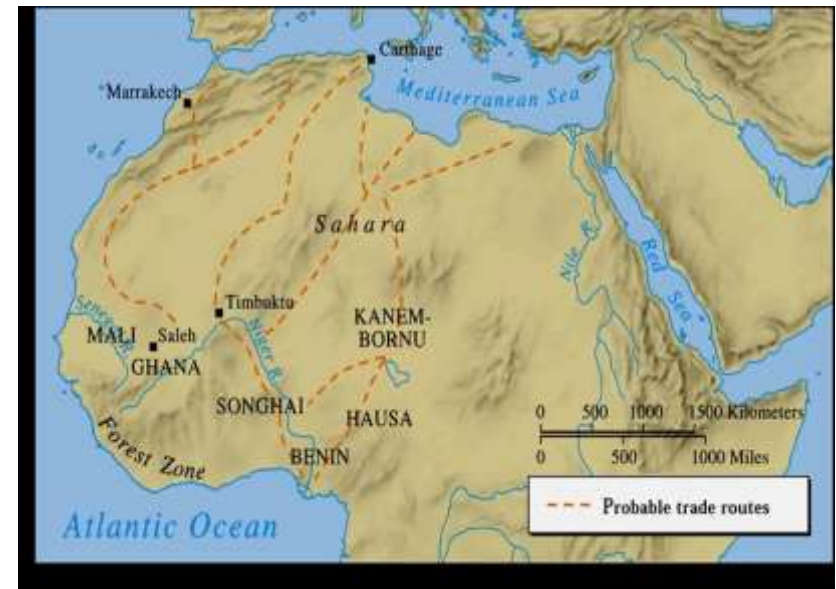 Carthage
Marrakech
Mediterranean Sea
Sahara
Nile R.
Red Sea
Timbuktu
Niger R.
KANEM-
BORNU
MALI
Saleh
GHANA
SONGHAI
HAUSA
BENIN
Forest Zone
0 500 1000 1500 Kilometers
0 500 1000 Miles
Probable trade routes
Atlantic Ocean